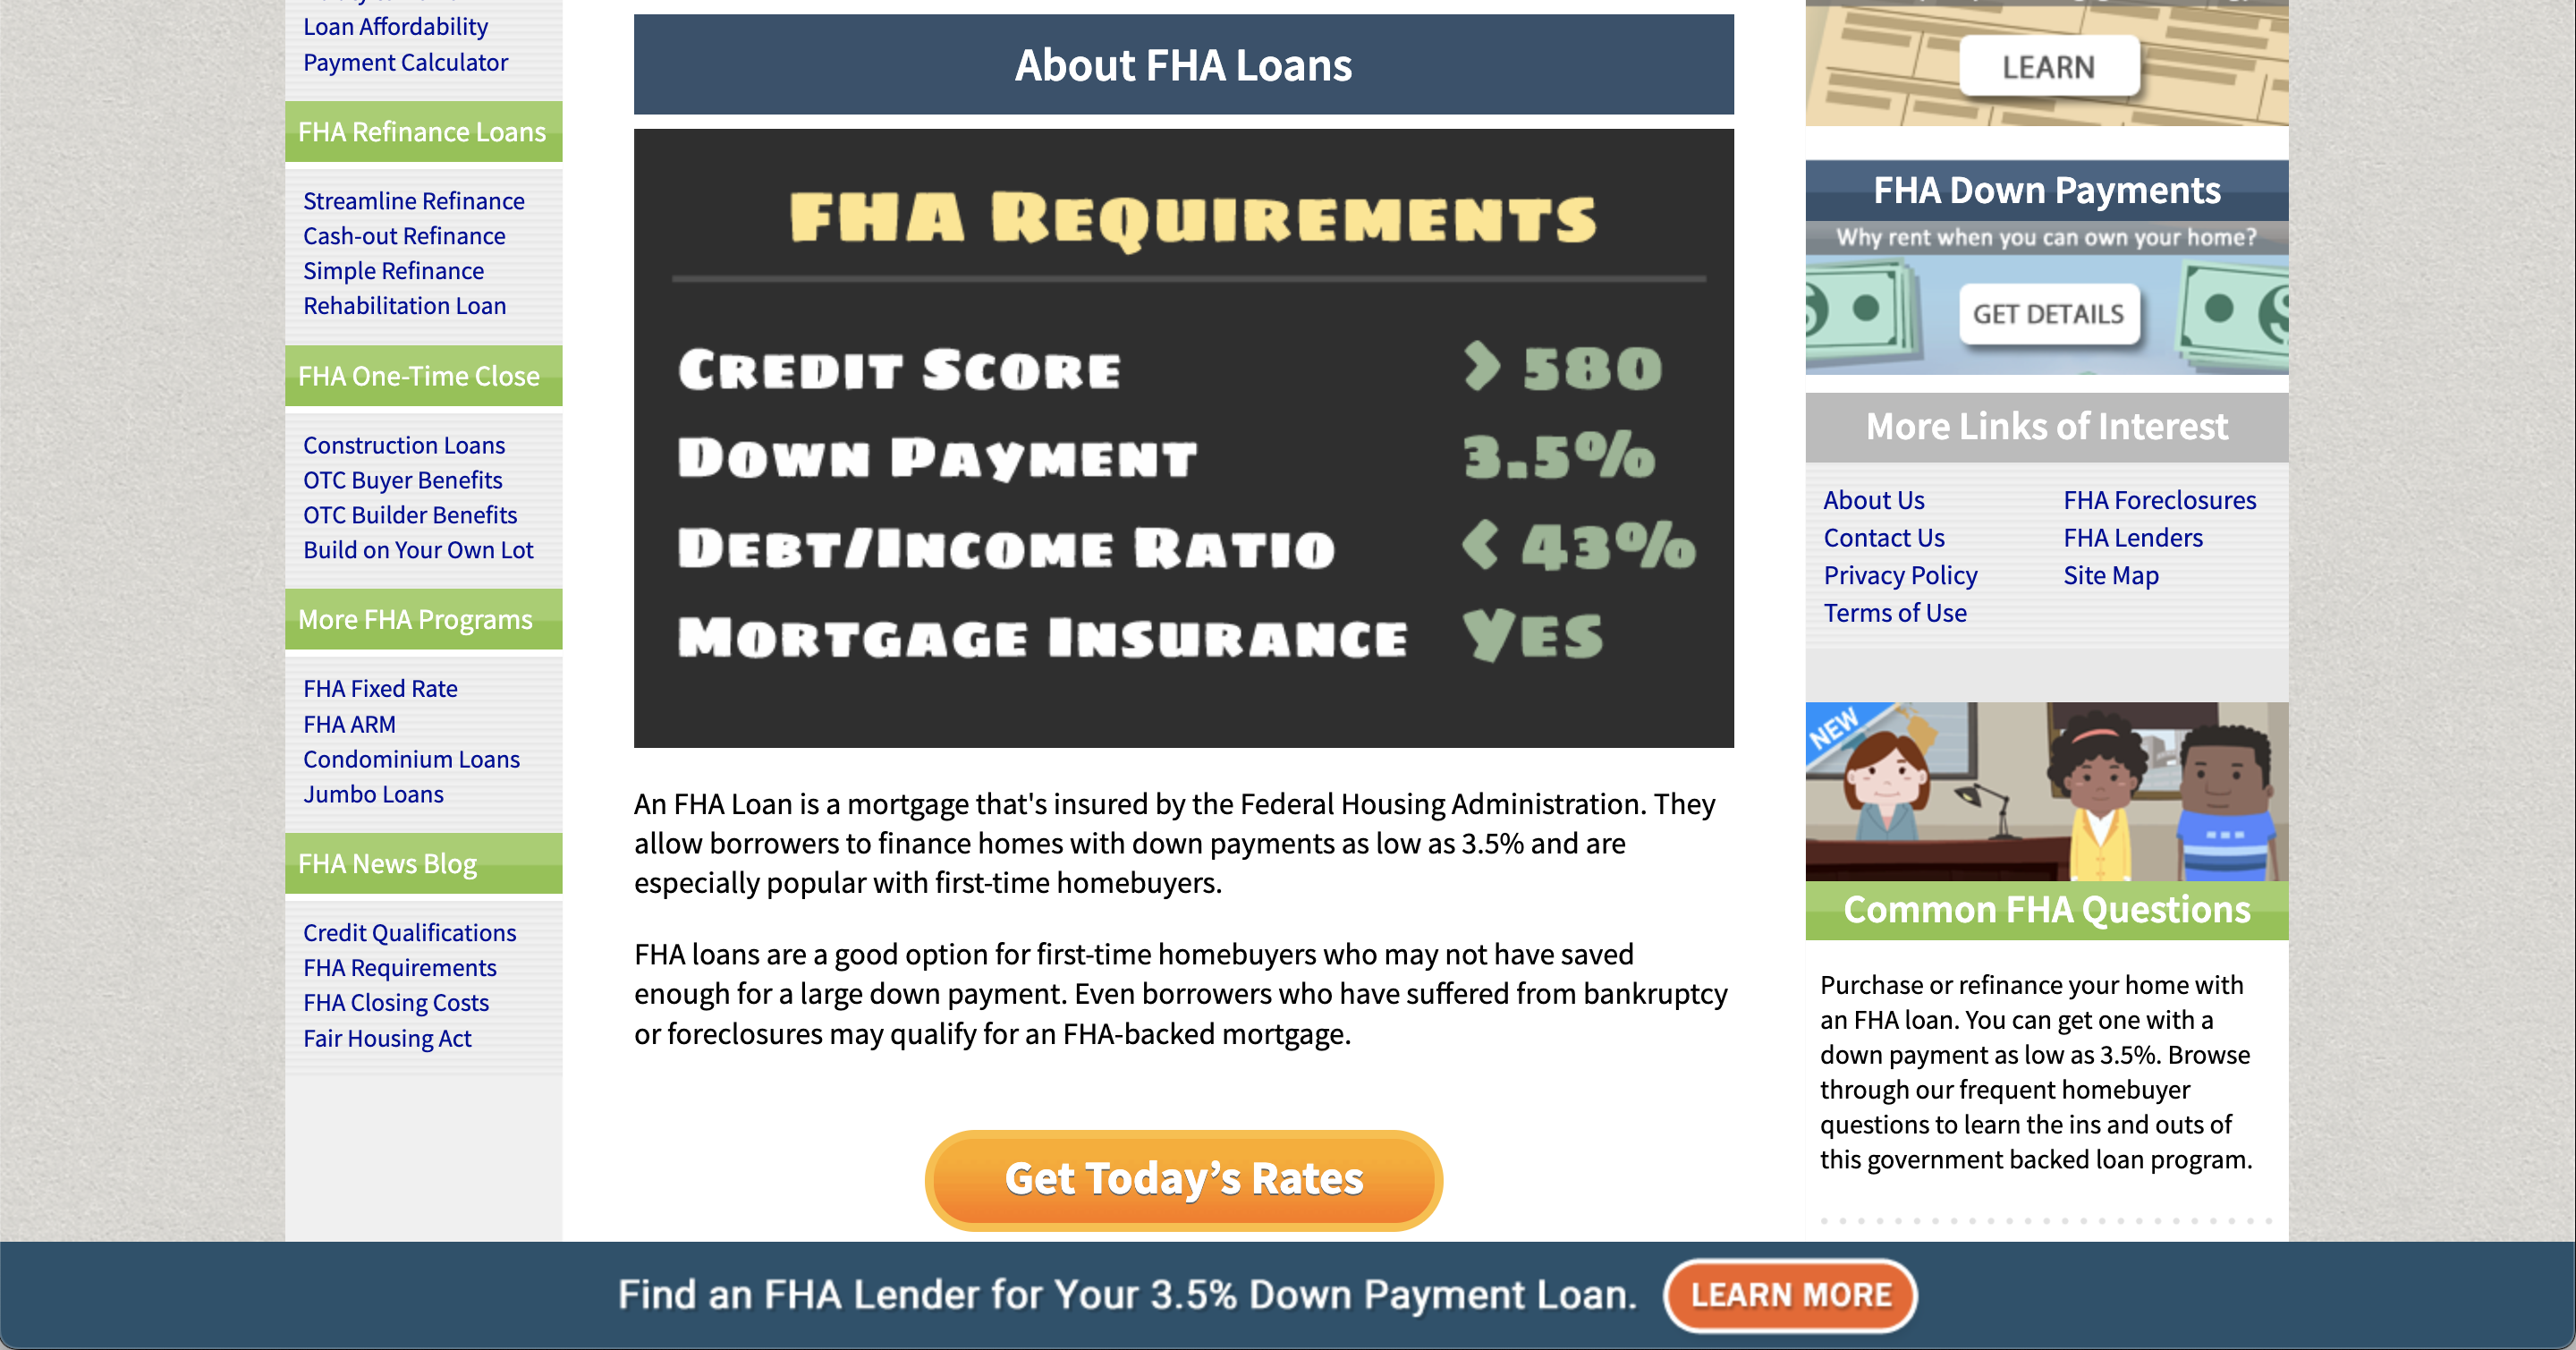 Loan Affordability
Payment Calculator
FHA Refinance Loans
Streamline Refinance
Cash-out Refinance
Simple Refinance
Rehabilitation Loan
FHA One-Time Close
Construction Loans
OTC Buyer Benefits
OTC Builder Benefits
Build on Your Own Lot
More FHA Programs
FHA Fixed Rate
FHA ARM
Condominium Loans
Jumbo Loans
FHA News Blog
Credit Qualifications
FHA Requirements
FHA Closing Costs
Fair Housing Act
About FHA Loans
FHA REQUIREMENTS
CREDIT SCORE > 580
DOWN PAYMENT 3.5%
DEBT/INCOME RATIO < 43%
MORTGAGE INSURANCE YES
An FHA Loan is a mortgage that's insured by the Federal Housing Administration. They
allow borrowers to finance homes with down payments as low as 3.5% and are
especially popular with first-time homebuyers.
FHA loans are a good option for first-time homebuyers who may not have saved
enough for a large down payment. Even borrowers who have suffered from bankruptcy
or foreclosures may qualify for an FHA-backed mortgage.
Get Today’s Rates
LEARN
FHA Down Payments
Why rent when you can own your home?
GET DETAILS
More Links of Interest
About Us
Contact Us
Privacy Policy
Terms of Use
FHA Foreclosures
FHA Lenders
Site Map
NEW
Common FHA Questions
Purchase or refinance your home with
an FHA loan. You can get one with a
down payment as low as 3.5%. Browse
through our frequent homebuyer
questions to learn the ins and outs of
this government backed loan program.
Find an FHA Lender for Your 3.5% Down Payment Loan. LEARN MORE